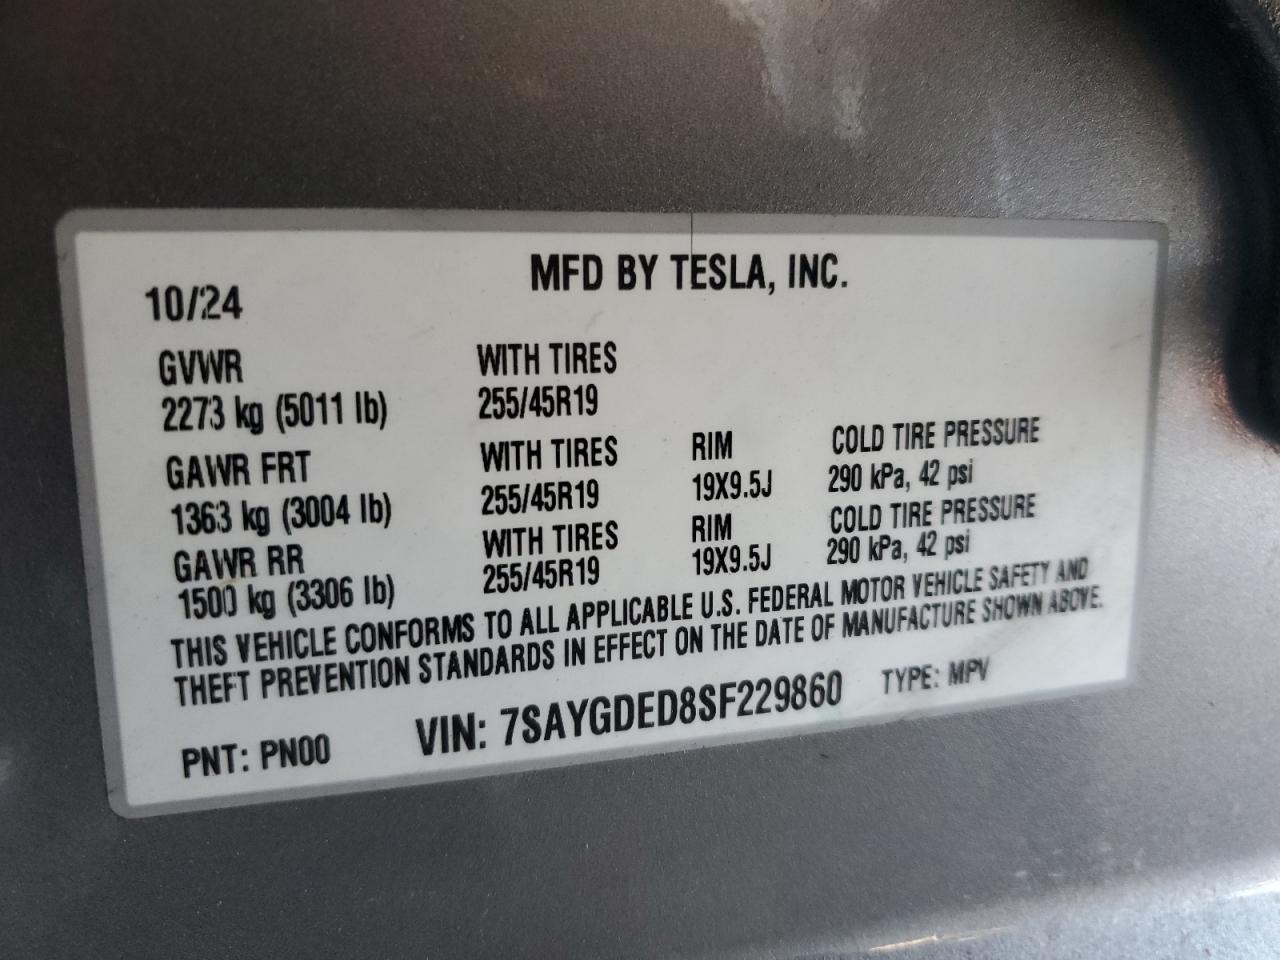 MFD BY TESLA, INC.
10/24
GVWR WITH TIRES
2273 kg (5011 lb) 255/45R19
GAWR FRT WITH TIRES RIM COLD TIRE PRESSURE
1363 kg (3004 lb) 255/45R19 19X9.5J 290 kPa, 42 psi
GAWR RR WITH TIRES RIM COLD TIRE PRESSURE
1500 kg (3306 lb) 255/45R19 19X9.5J 290 kPa, 42 psi
THIS VEHICLE CONFORMS TO ALL APPLICABLE U.S. FEDERAL MOTOR VEHICLE SAFETY AND
THEFT PREVENTION STANDARDS IN EFFECT ON THE DATE OF MANUFACTURE SHOWN ABOVE.
PNT: PN00 VIN: 7SAYGDED8SF229860 TYPE: MPV